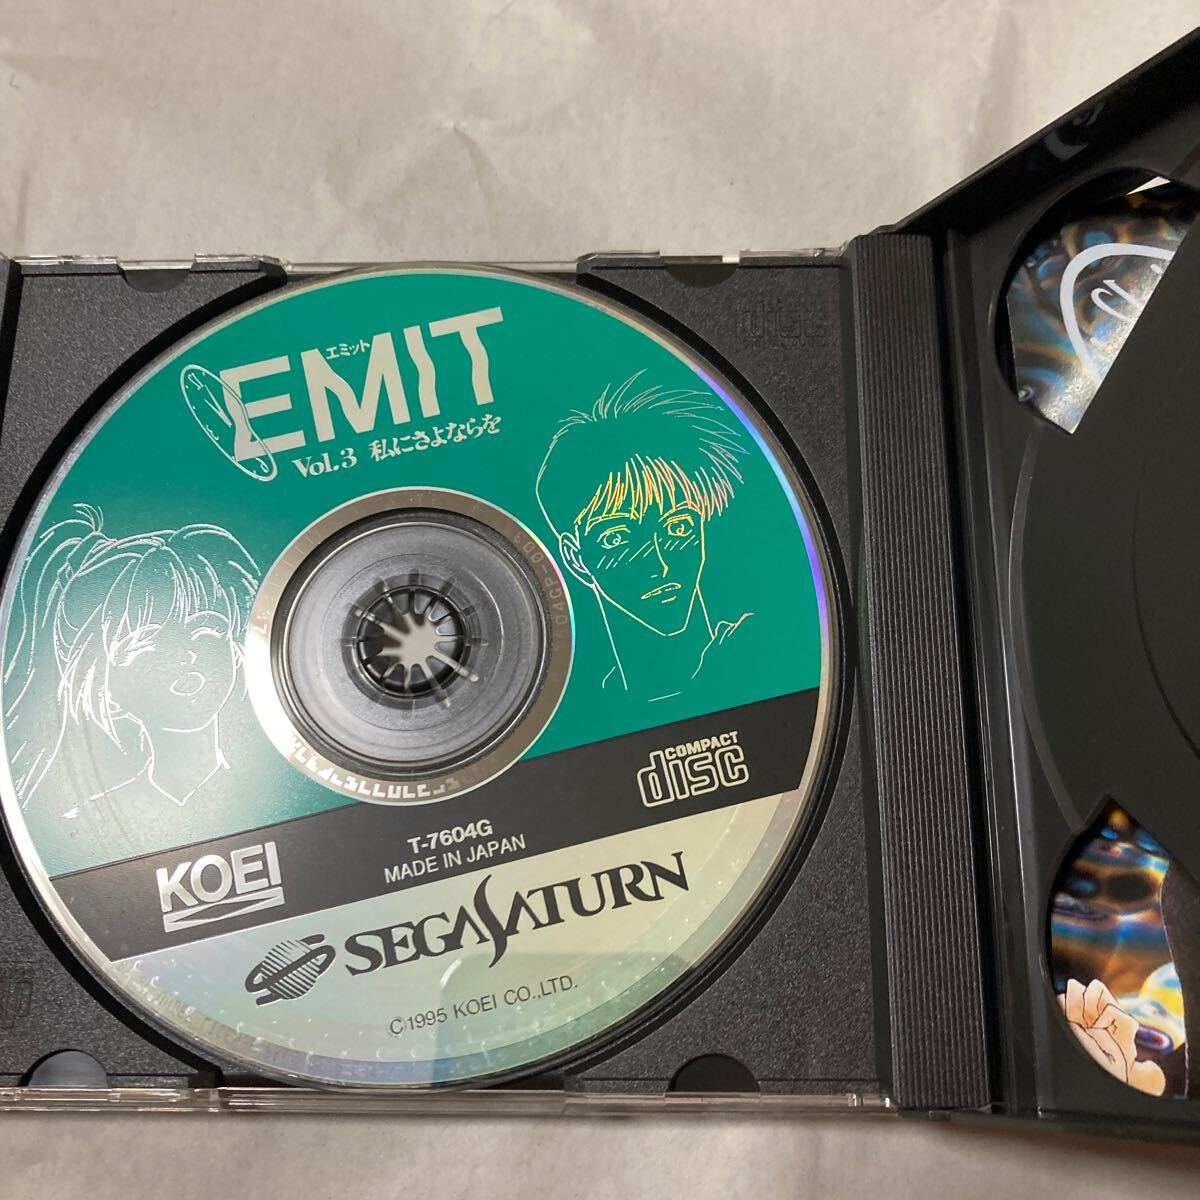 エミット
EMIT
Vol.3 私にさよならを
COMPACT
disc
T-7604G
MADE IN JAPAN
KOEI
SEGA SATURN
©1995 KOEI CO.,LTD.